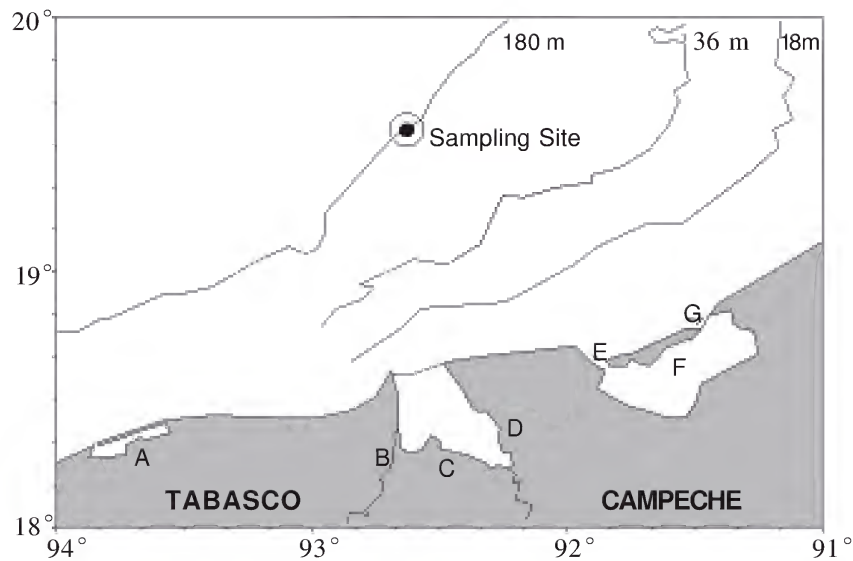 20°
180 m
36 m
18m
Sampling Site
19°
G
E
F
A
B
C
D
TABASCO
CAMPECHE
18°
94°
93°
92°
91°